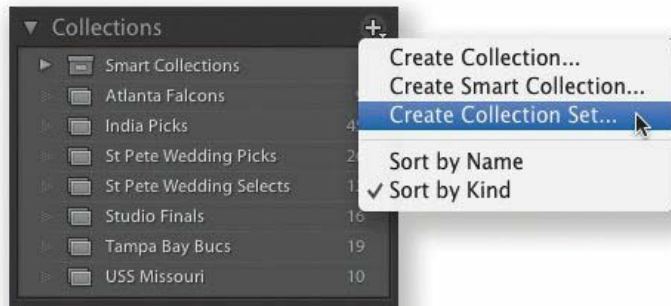 Collections
Smart Collections
Atlanta Falcons
India Picks
St Pete Wedding Picks
St Pete Wedding Selects
Studio Finals 16
Tampa Bay Bucs 19
USS Missouri 10
Create Collection...
Create Smart Collection...
Create Collection Set...
Sort by Name
✓ Sort by Kind